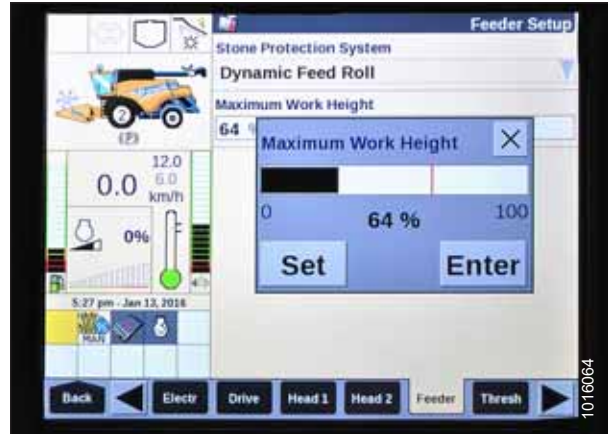 Feeder Setup
Stone Protection System
Dynamic Feed Roll
Maximum Work Height
64 %
Maximum Work Height
0
64 %
100
Set
Enter
2
(P)
12.0
0.0
6.0
km/h
0%
5:27 pm - Jan 13, 2016
MAN
Back
Electr
Drive
Head 1
Head 2
Feeder
Thresh
1016064